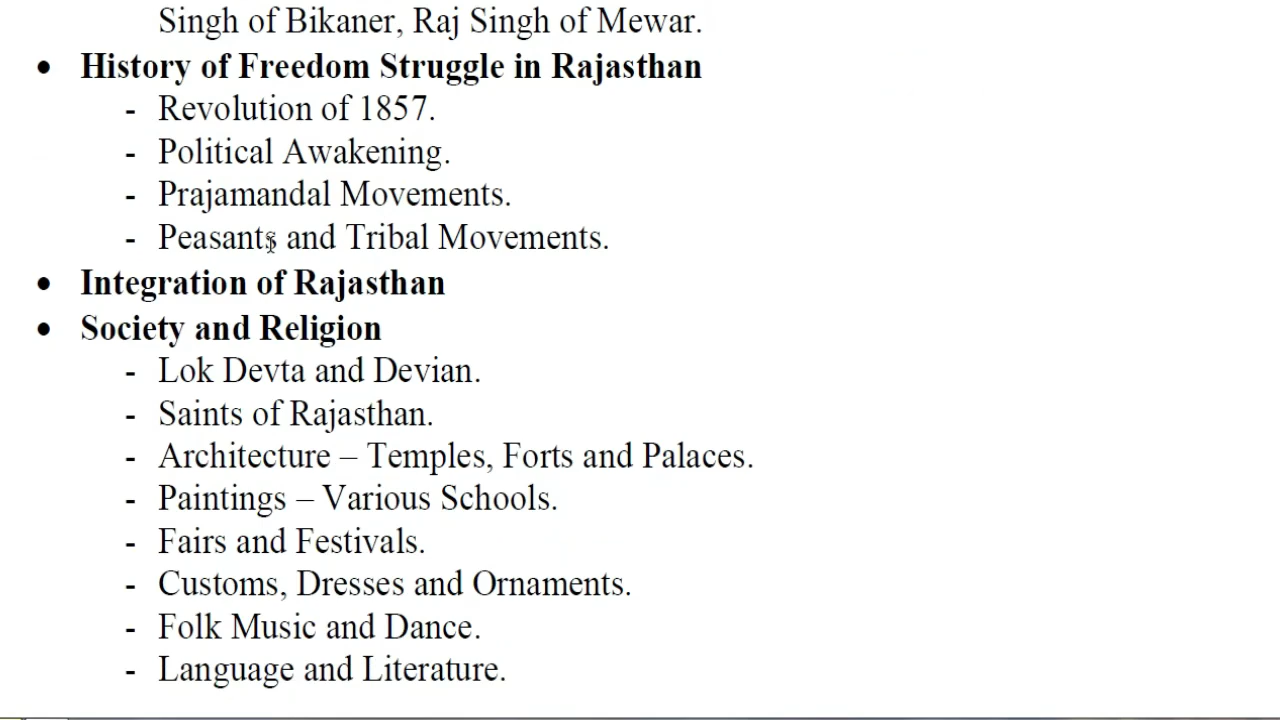 Singh of Bikaner, Raj Singh of Mewar.
• History of Freedom Struggle in Rajasthan
- Revolution of 1857.
- Political Awakening.
- Prajamandal Movements.
- Peasants and Tribal Movements.
• Integration of Rajasthan
• Society and Religion
- Lok Devta and Devian.
- Saints of Rajasthan.
- Architecture – Temples, Forts and Palaces.
- Paintings – Various Schools.
- Fairs and Festivals.
- Customs, Dresses and Ornaments.
- Folk Music and Dance.
- Language and Literature.